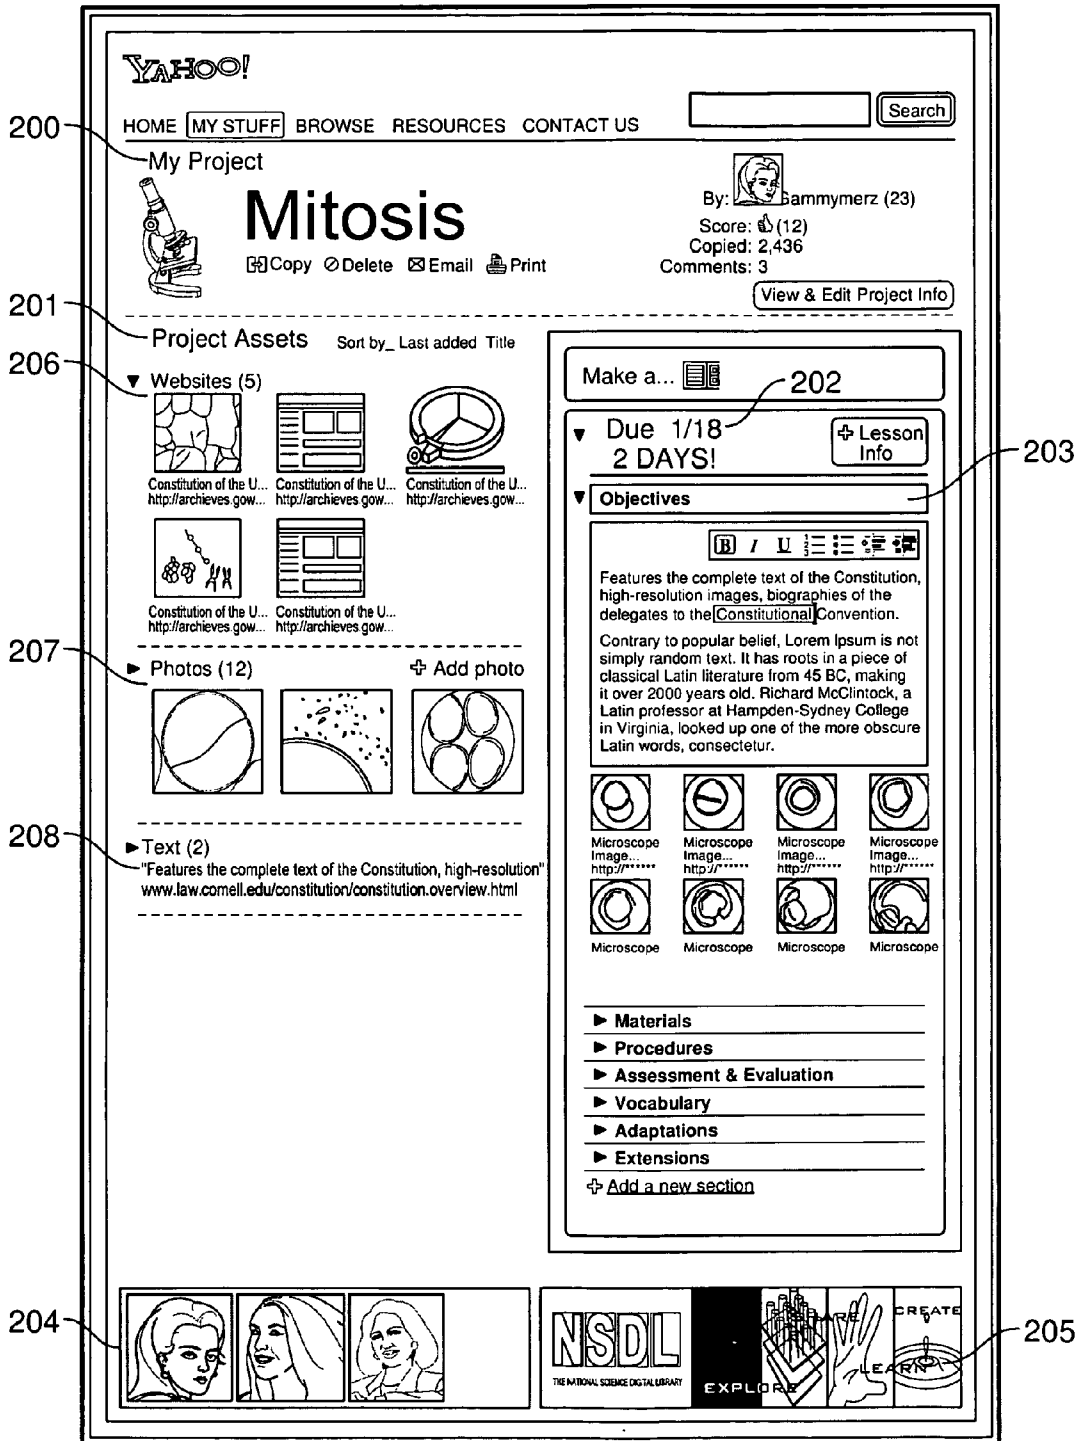 YAHOO!
HOME MY STUFF BROWSE RESOURCES CONTACT US
Search
200
My Project
Mitosis
Copy Delete Email Print
By: Sammymerz (23)
Score: (12)
Copied: 2,436
Comments: 3
View & Edit Project Info
201
Project Assets Sort by_ Last added Title
206
Websites (5)
Constitution of the U... Constitution of the U... Constitution of the U...
http://archieves.gow... http://archieves.gow... http://archieves.gow...
Constitution of the U... Constitution of the U...
http://archieves.gow... http://archieves.gow...
207
Photos (12) Add photo
208
Text (2)
"Features the complete text of the Constitution, high-resolution"
www.law.comell.edu/constitution/constitution.overview.html
Make a...
202
Due 1/18
2 DAYS!
Lesson
Info
203
Objectives
B I U
Features the complete text of the Constitution,
high-resolution images, biographies of the
delegates to the Constitutional Convention.
Contrary to popular belief, Lorem Ipsum is not
simply random text. It has roots in a piece of
classical Latin literature from 45 BC, making
it over 2000 years old. Richard McClintock, a
Latin professor at Hampden-Sydney College
in Virginia, looked up one of the more obscure
Latin words, consectetur.
Microscope Microscope Microscope Microscope
Image... Image... Image... Image...
http://****** http://****** http://****** http://******
Microscope Microscope Microscope Microscope
Materials
Procedures
Assessment & Evaluation
Vocabulary
Adaptations
Extensions
Add a new section
204
NSDL
THE NATIONAL SCIENCE DIGITAL LIBRARY
EXPLORE
LEARN
CREATE
205